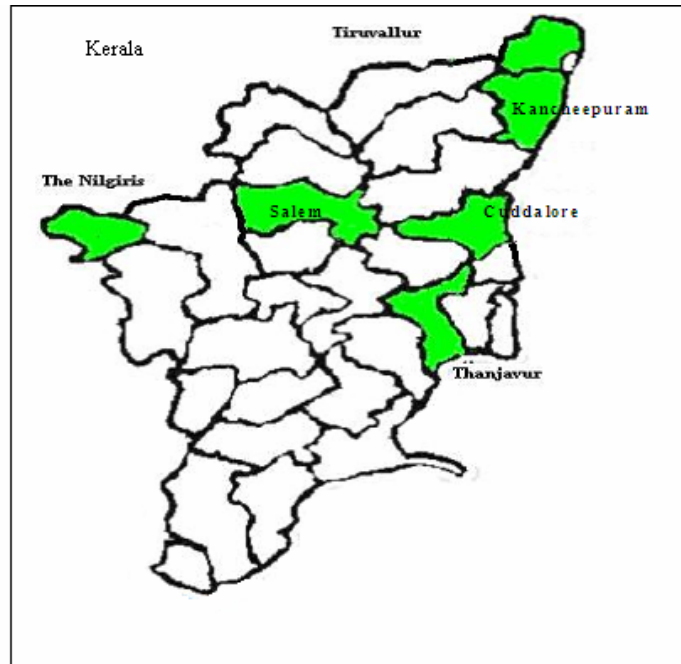 Tiruvallur
Kerala
Kancheepuram
The Nilgiris
Salem
Cuddalore
Thanjavur